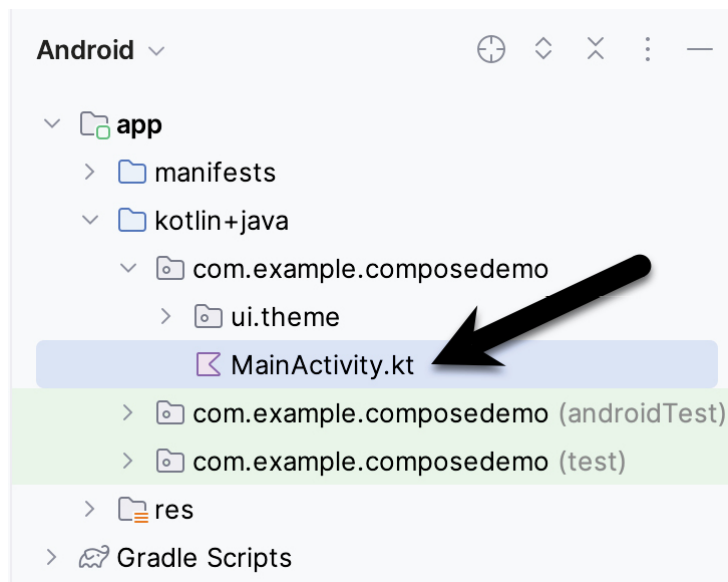 Android
app
manifests
kotlin+java
com.example.composedemo
ui.theme
MainActivity.kt
com.example.composedemo (androidTest)
com.example.composedemo (test)
res
Gradle Scripts